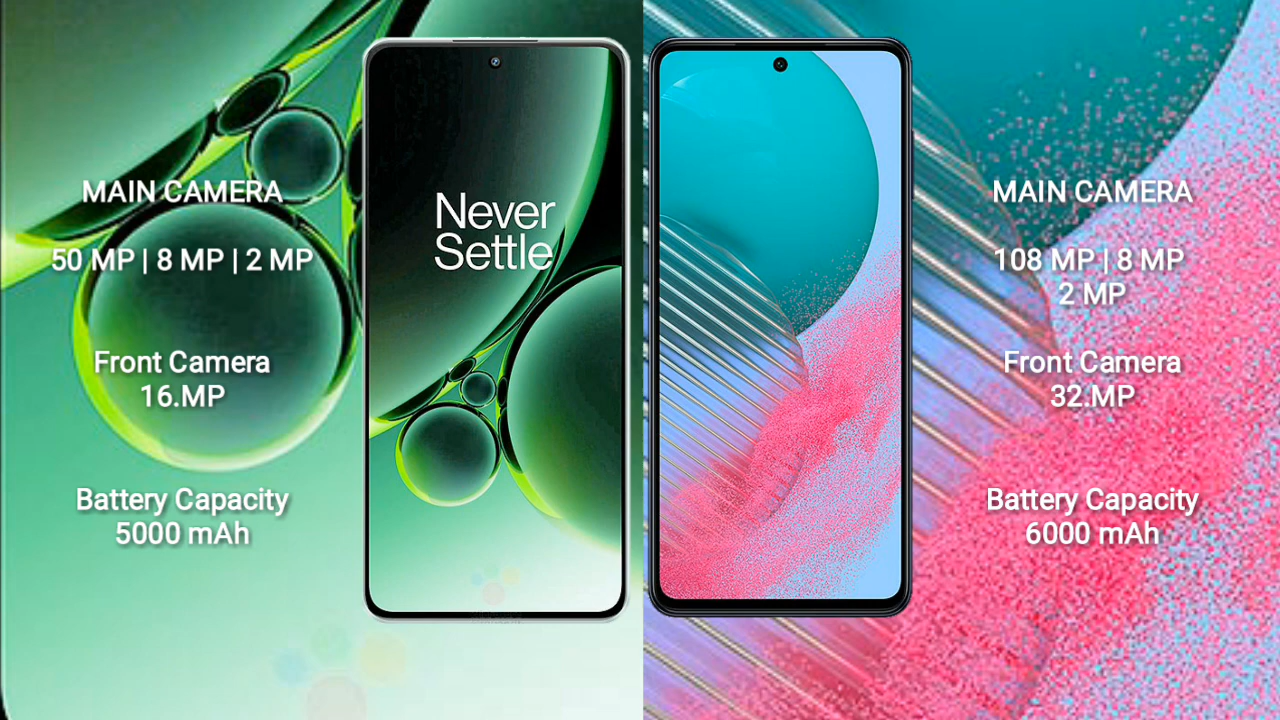 MAIN CAMERA
50 MP | 8 MP | 2 MP
Front Camera
16.MP
Battery Capacity
5000 mAh
Never
Settle
MAIN CAMERA
108 MP | 8 MP
2 MP
Front Camera
32.MP
Battery Capacity
6000 mAh